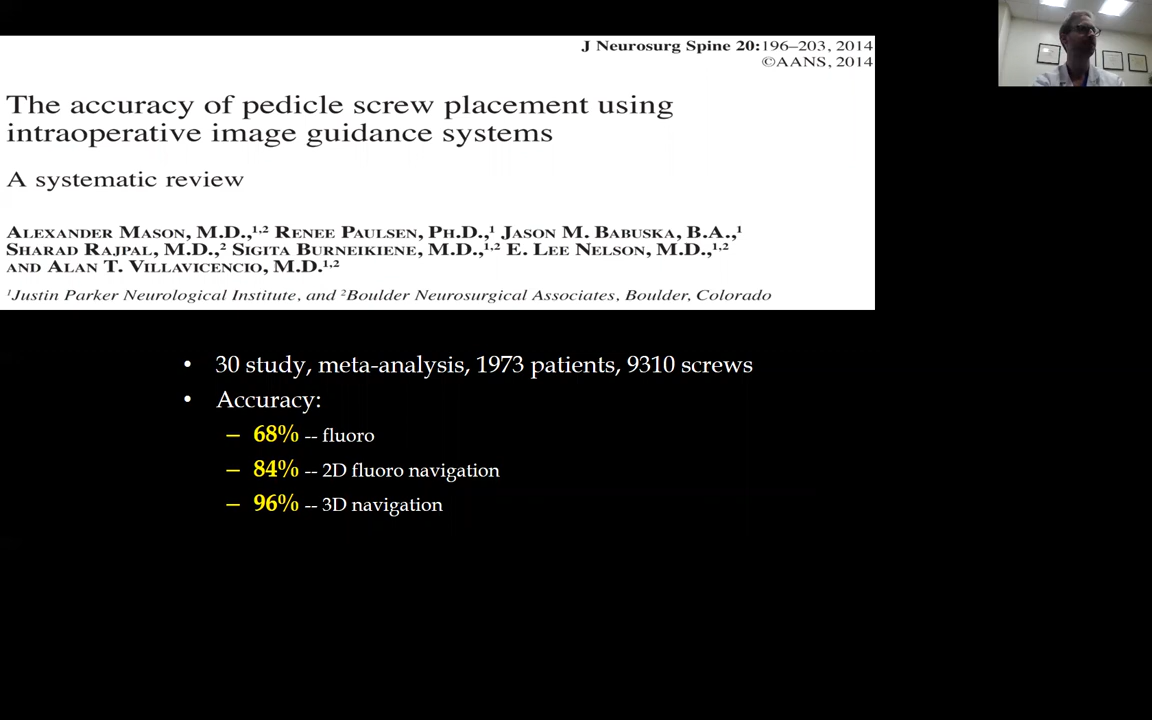 J Neurosurg Spine 20:196–203, 2014
©AANS, 2014
The accuracy of pedicle screw placement using
intraoperative image guidance systems
A systematic review
Alexander Mason, M.D.,1,2 Renee Paulsen, Ph.D.,1 Jason M. Babuska, B.A.,1
Sharad Rajpal, M.D.,2 Sigita Burneikiene, M.D.,1,2 E. Lee Nelson, M.D.,1,2
and Alan T. Villavicencio, M.D.1,2
1Justin Parker Neurological Institute, and 2Boulder Neurosurgical Associates, Boulder, Colorado
• 30 study, meta-analysis, 1973 patients, 9310 screws
• Accuracy:
– 68% -- fluoro
– 84% -- 2D fluoro navigation
– 96% -- 3D navigation